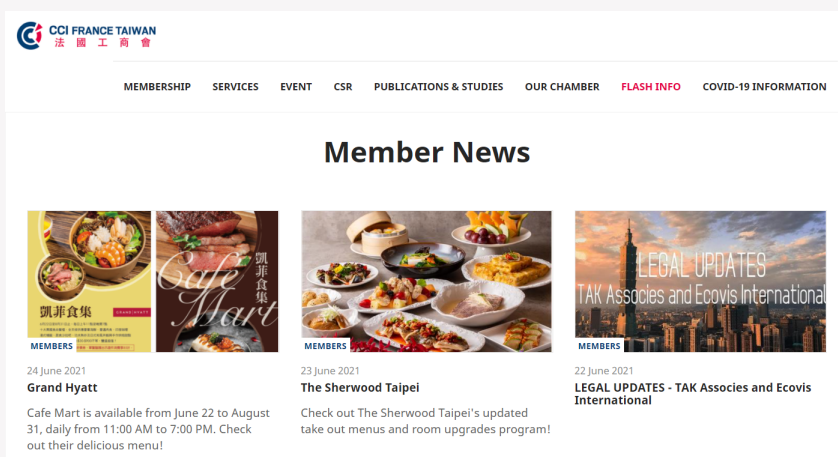 CCI FRANCE TAIWAN
法國工商會
MEMBERSHIP SERVICES EVENT CSR PUBLICATIONS & STUDIES OUR CHAMBER FLASH INFO COVID-19 INFORMATION
Member News
凱菲食集
GRAND HYATT
Café Mart
凱菲食集
LEGAL UPDATES
TAK Associes and Ecovis International
MEMBERS
MEMBERS
MEMBERS
24 June 2021
Grand Hyatt
Cafe Mart is available from June 22 to August
31, daily from 11:00 AM to 7:00 PM. Check
out their delicious menu!
23 June 2021
The Sherwood Taipei
Check out The Sherwood Taipei's updated
take out menus and room upgrades program!
22 June 2021
LEGAL UPDATES - TAK Associes and Ecovis
International